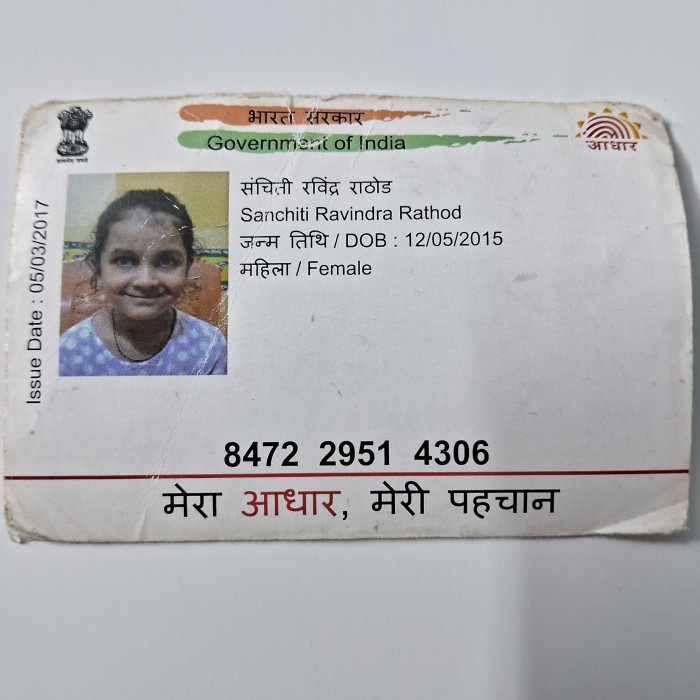 भारत सरकार
Government of India
आधार
Issue Date : 05/03/2017
संचिती रविंद्र राठोड
Sanchiti Ravindra Rathod
जन्म तिथि / DOB : 12/05/2015
महिला / Female
8472 2951 4306
मेरा आधार, मेरी पहचान